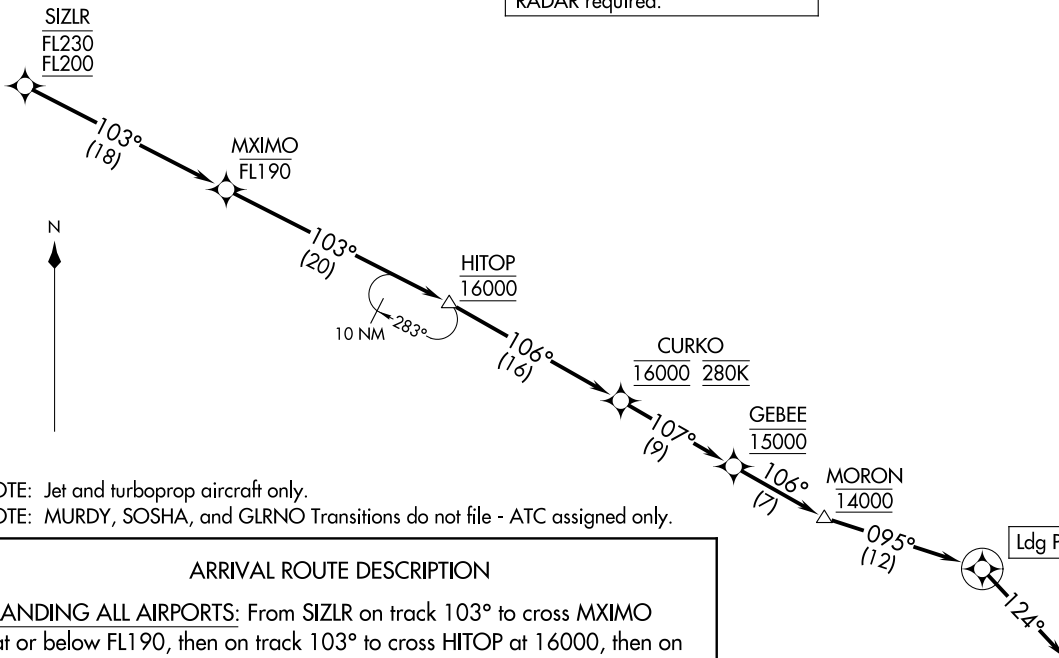 RADAR required.
SIZLR
FL230
FL200
103°
(18)
MXIMO
FL190
N
103°
(20)
HITOP
16000
10 NM
283°
106°
(16)
CURKO
16000 280K
107°
(9)
GEBEE
15000
106°
(7)
MORON
14000
095°
(12)
Ldg P
124°
OTE: Jet and turboprop aircraft only.
OTE: MURDY, SOSHA, and GLRNO Transitions do not file - ATC assigned only.
ARRIVAL ROUTE DESCRIPTION
ANDING ALL AIRPORTS: From SIZLR on track 103° to cross MXIMO
at or below FL190, then on track 103° to cross HITOP at 16000, then on